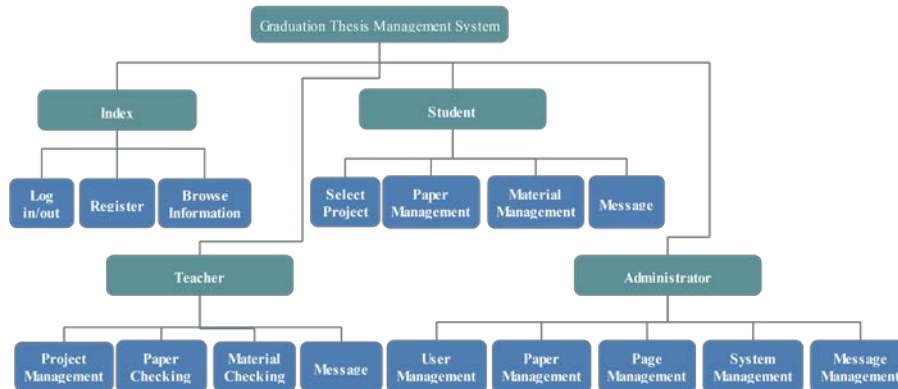 Graduation Thesis Management System
Index
Student
Log
in/out
Register
Browse
Information
Select
Project
Paper
Management
Material
Management
Message
Teacher
Administrator
Project
Management
Paper
Checking
Material
Checking
Message
User
Management
Paper
Management
Page
Management
System
Management
Message
Management